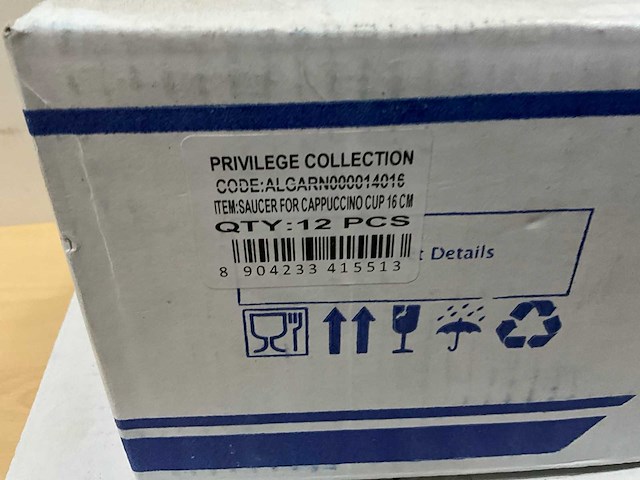 PRIVILEGE COLLECTION
CODE:ALGARN000014016
ITEM:SAUCER FOR CAPPUCCINO CUP 16 CM
QTY:12 PCS
Details
8 904233 415513